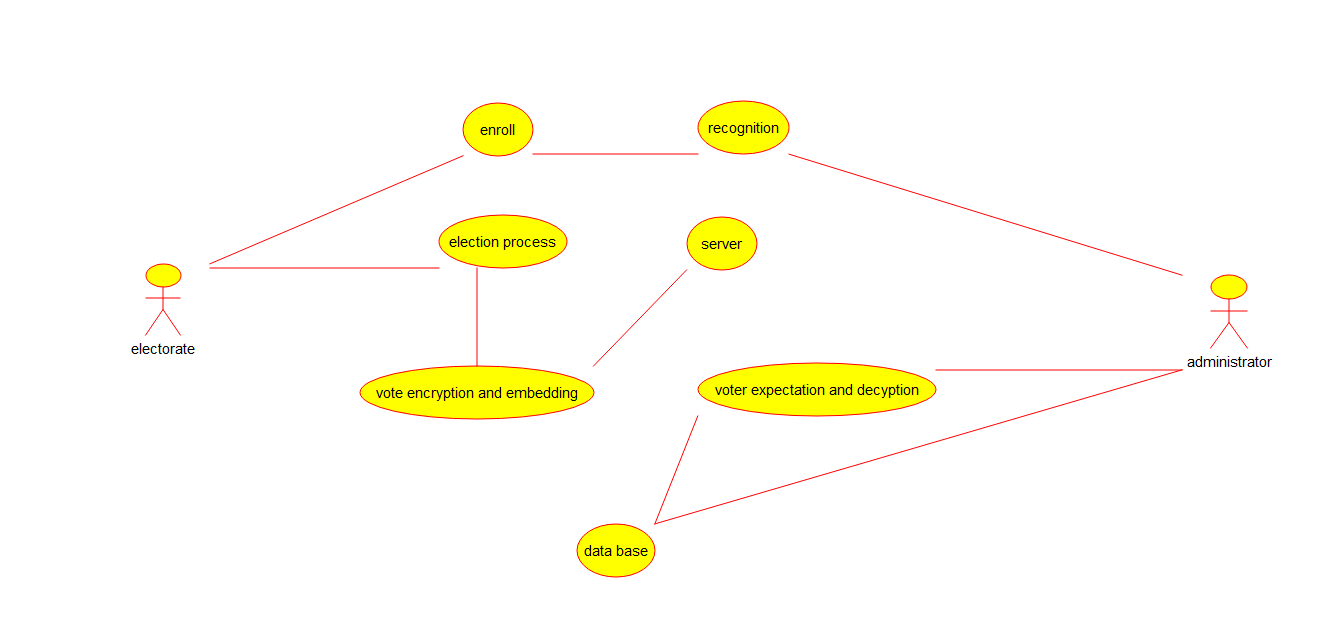 enroll
recognition
election process
server
electorate
administrator
vote encryption and embedding
voter expectation and decyption
data base